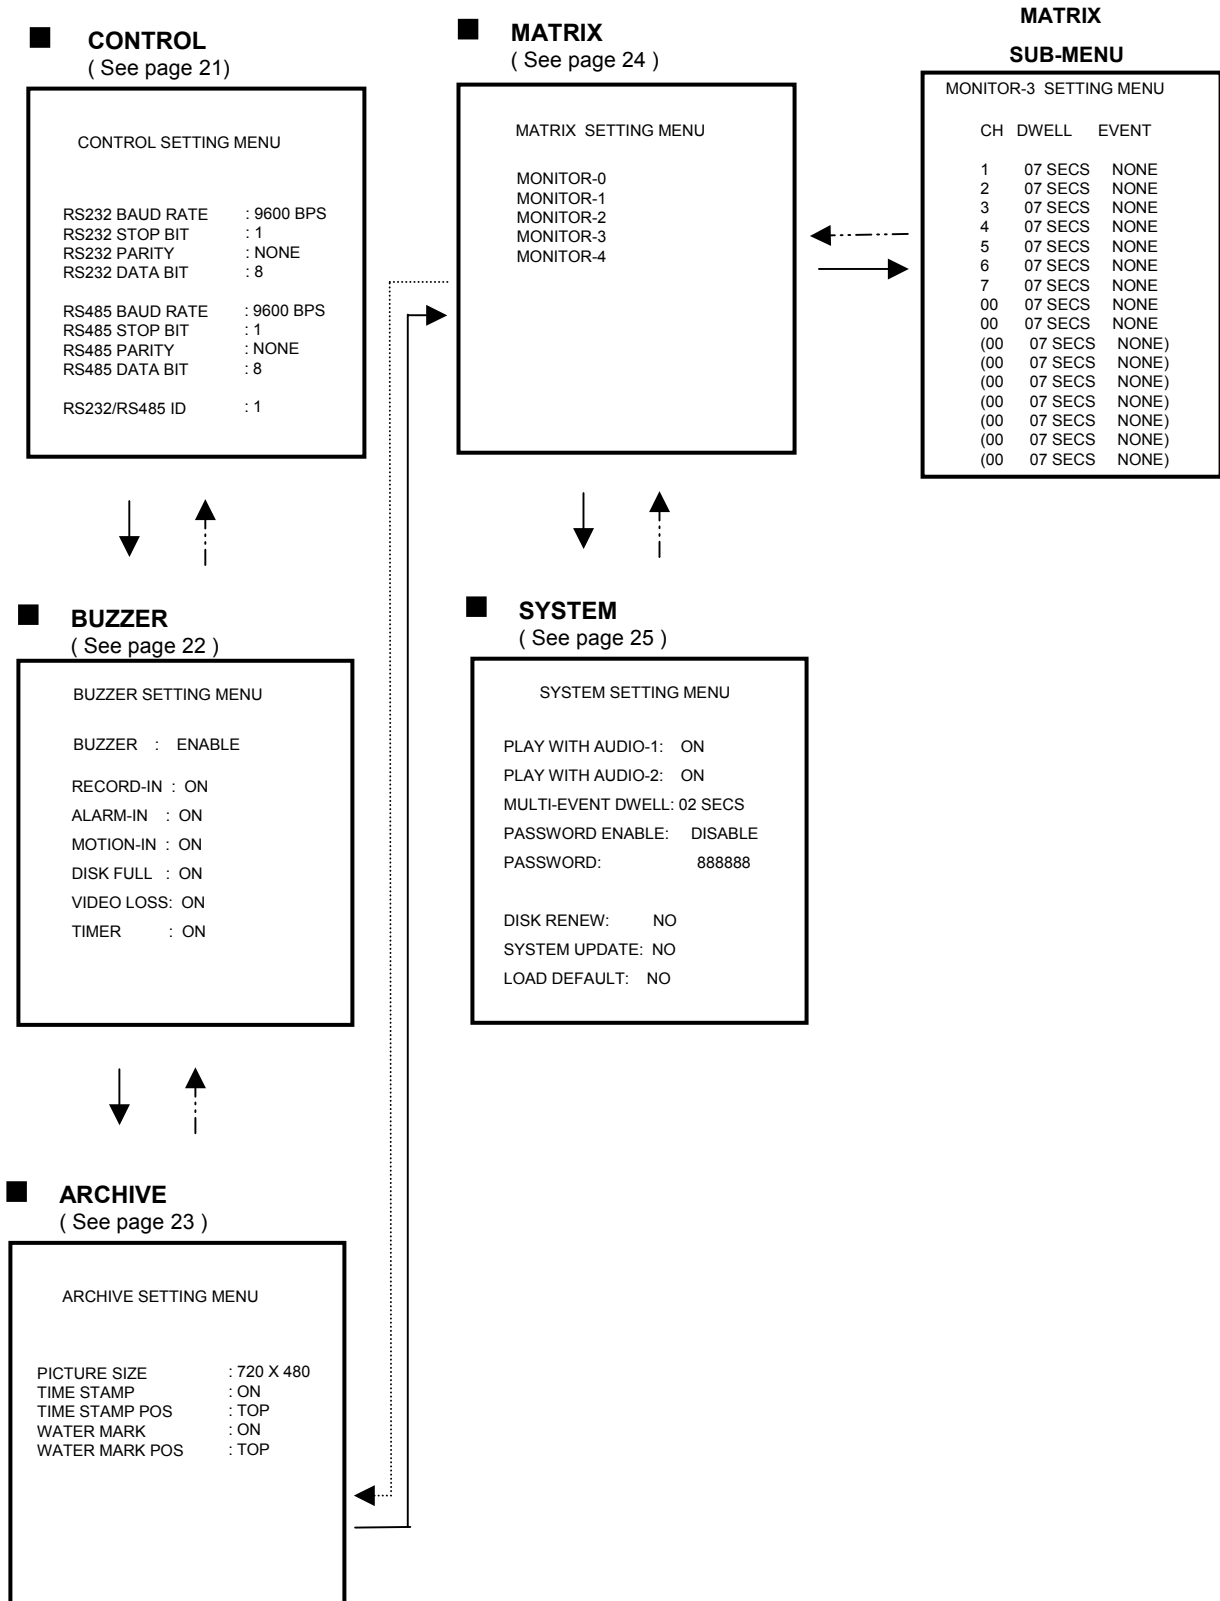 CONTROL
( See page 21)
CONTROL SETTING MENU
RS232 BAUD RATE : 9600 BPS
RS232 STOP BIT : 1
RS232 PARITY : NONE
RS232 DATA BIT : 8
RS485 BAUD RATE : 9600 BPS
RS485 STOP BIT : 1
RS485 PARITY : NONE
RS485 DATA BIT : 8
RS232/RS485 ID : 1
BUZZER
( See page 22 )
BUZZER SETTING MENU
BUZZER : ENABLE
RECORD-IN : ON
ALARM-IN : ON
MOTION-IN : ON
DISK FULL : ON
VIDEO LOSS: ON
TIMER : ON
ARCHIVE
( See page 23 )
ARCHIVE SETTING MENU
PICTURE SIZE : 720 X 480
TIME STAMP : ON
TIME STAMP POS : TOP
WATER MARK : ON
WATER MARK POS : TOP
MATRIX
( See page 24 )
MATRIX SETTING MENU
MONITOR-0
MONITOR-1
MONITOR-2
MONITOR-3
MONITOR-4
SYSTEM
( See page 25 )
SYSTEM SETTING MENU
PLAY WITH AUDIO-1: ON
PLAY WITH AUDIO-2: ON
MULTI-EVENT DWELL: 02 SECS
PASSWORD ENABLE: DISABLE
PASSWORD: 888888
DISK RENEW: NO
SYSTEM UPDATE: NO
LOAD DEFAULT: NO
MATRIX
SUB-MENU
MONITOR-3 SETTING MENU
CH DWELL EVENT
1 07 SECS NONE
2 07 SECS NONE
3 07 SECS NONE
4 07 SECS NONE
5 07 SECS NONE
6 07 SECS NONE
7 07 SECS NONE
00 07 SECS NONE
00 07 SECS NONE
(00 07 SECS NONE)
(00 07 SECS NONE)
(00 07 SECS NONE)
(00 07 SECS NONE)
(00 07 SECS NONE)
(00 07 SECS NONE)
(00 07 SECS NONE)